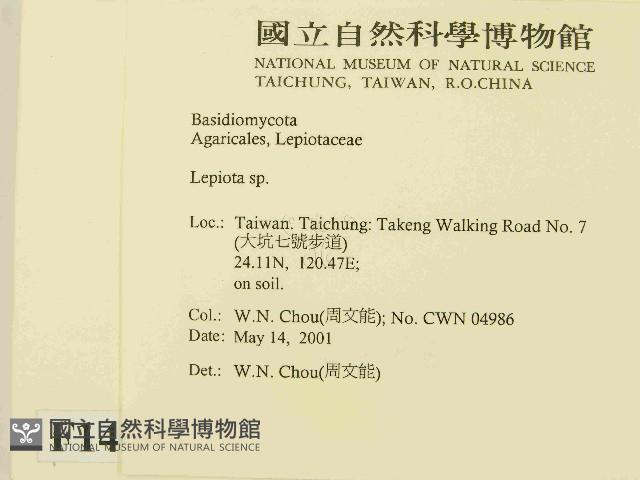 國立自然科學博物館
NATIONAL MUSEUM OF NATURAL SCIENCE
TAICHUNG, TAIWAN, R.O.CHINA
Basidiomycota
Agaricales, Lepiotaceae
Lepiota sp.
Loc.: Taiwan. Taichung: Takeng Walking Road No. 7
(大坑七號步道)
24.11N, 120.47E;
on soil.
Col.: W.N. Chou(周文能); No. CWN 04986
Date: May 14, 2001
Det.: W.N. Chou(周文能)
F14
國立自然科學博物館
NATIONAL MUSEUM OF NATURAL SCIENCE